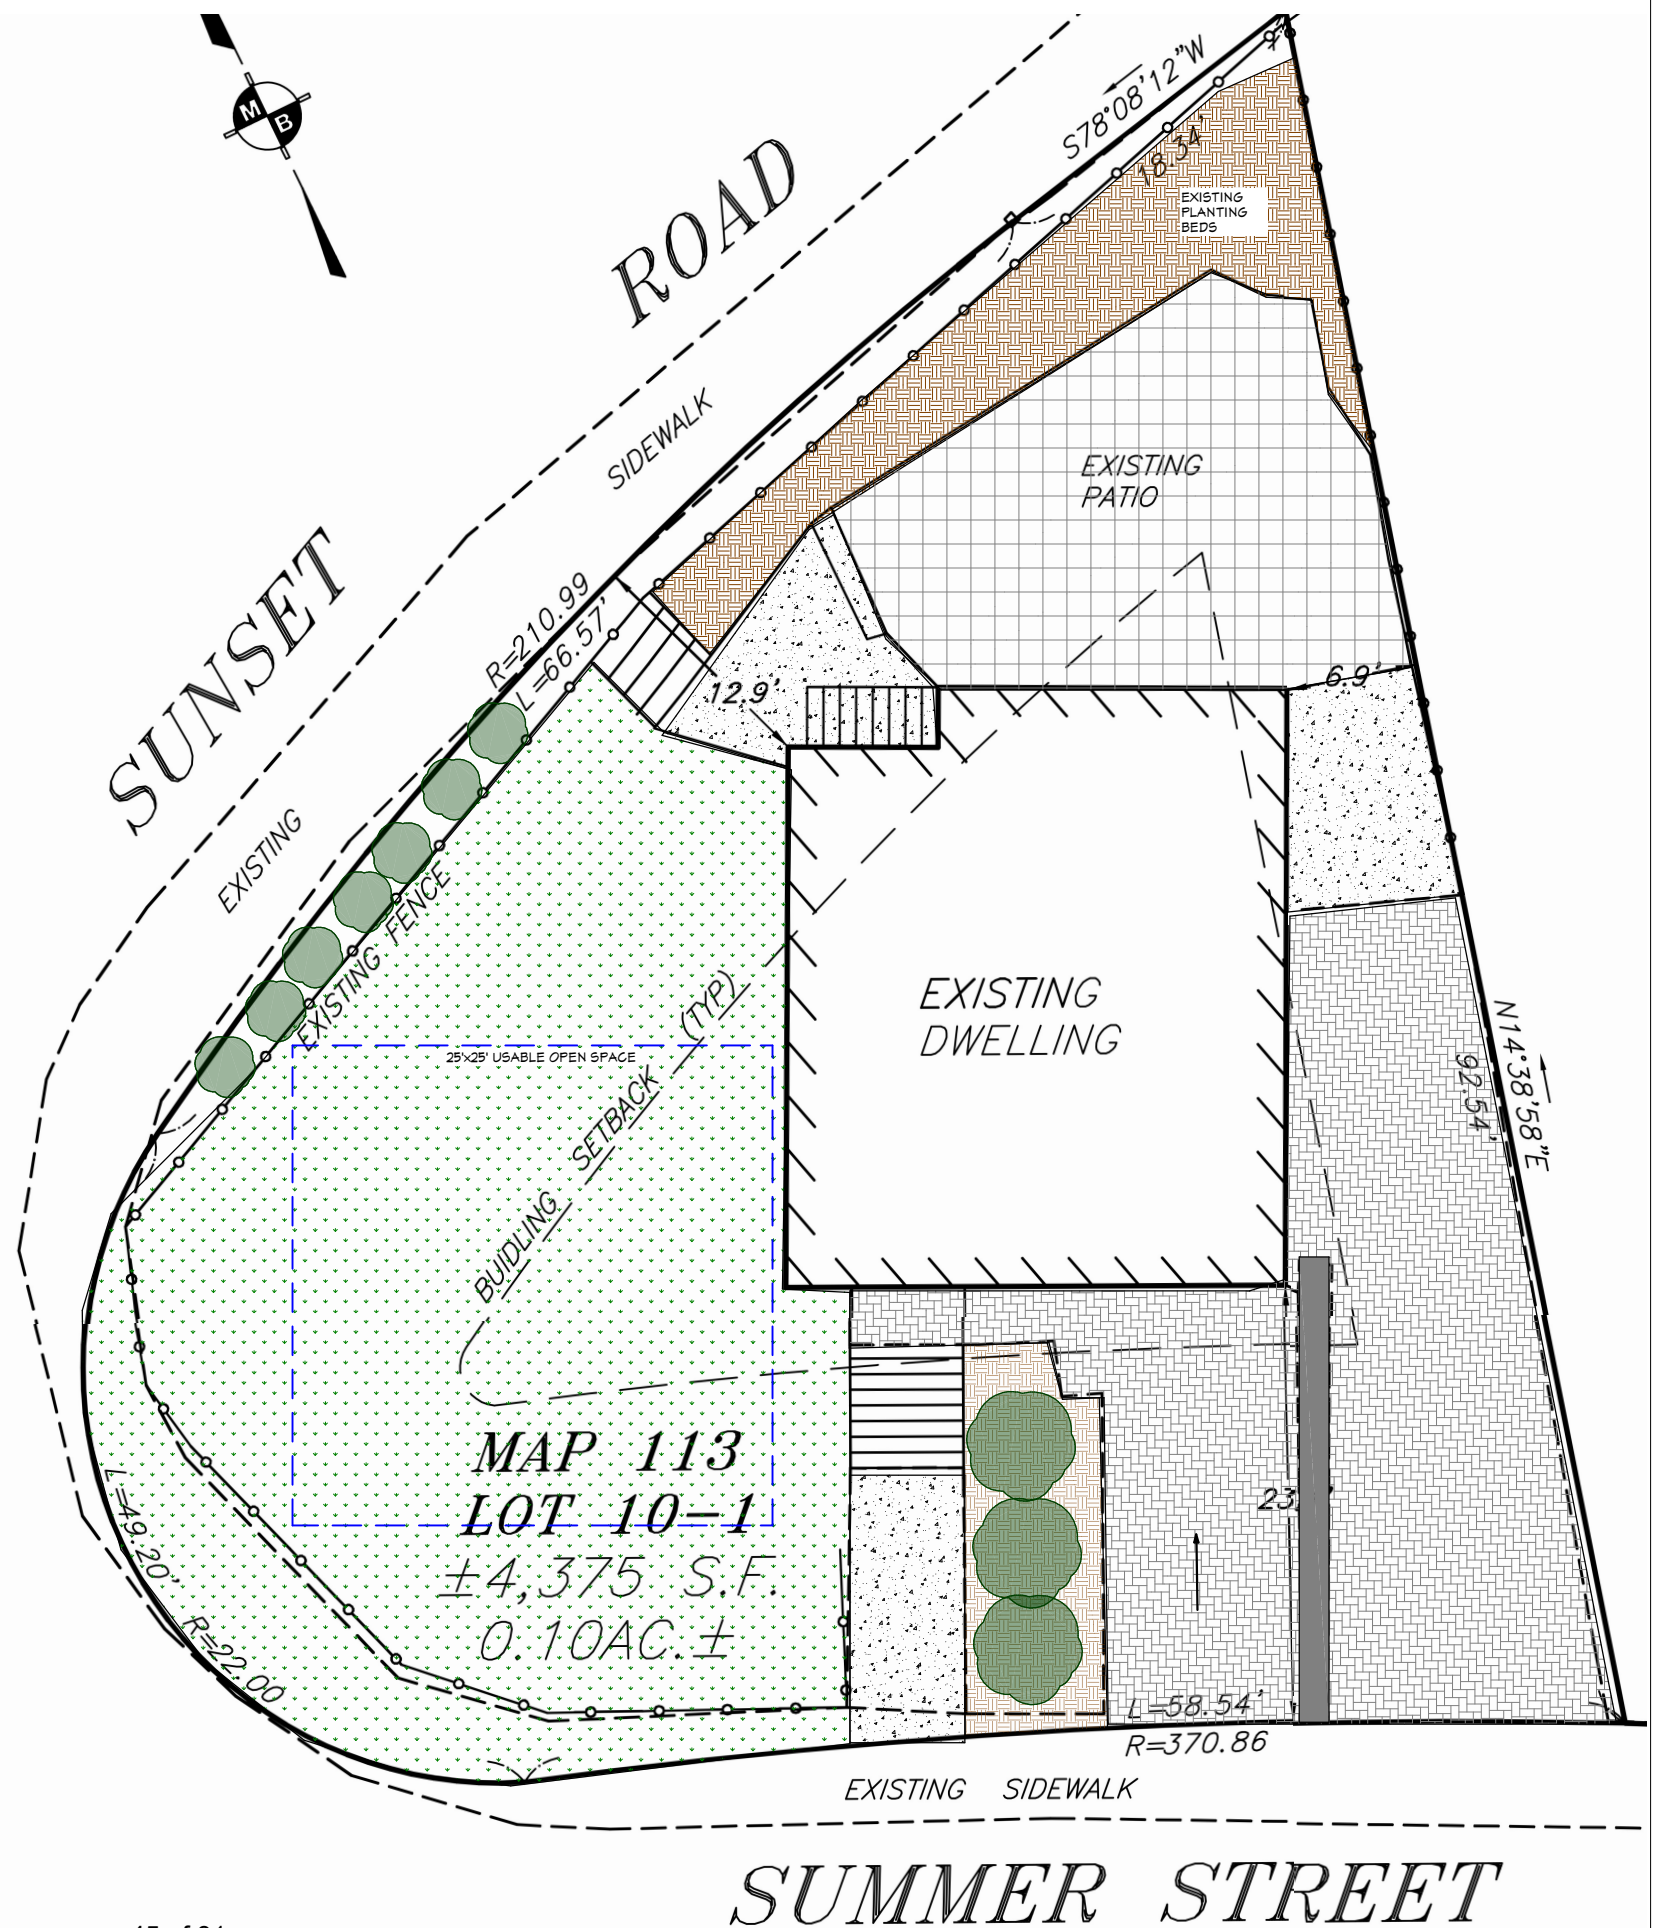 M
B
S78°08'12"W
18.34'
ROAD
EXISTING
PLANTING
BEDS
SIDEWALK
EXISTING
PATIO
SUNSET
R=210.99
L=66.57'
12.9'
6.9'
EXISTING
EXISTING FENCE
EXISTING
DWELLING
(TYP)
25'x25' USABLE OPEN SPACE
SETBACK
BUIDLING
N14°38'58"E
92.54'
MAP 113
LOT 10-1
±4,375 S.F.
0.10AC.±
23
L=49.20'
R=22.00
L=58.54'
R=370.86
EXISTING SIDEWALK
SUMMER STREET